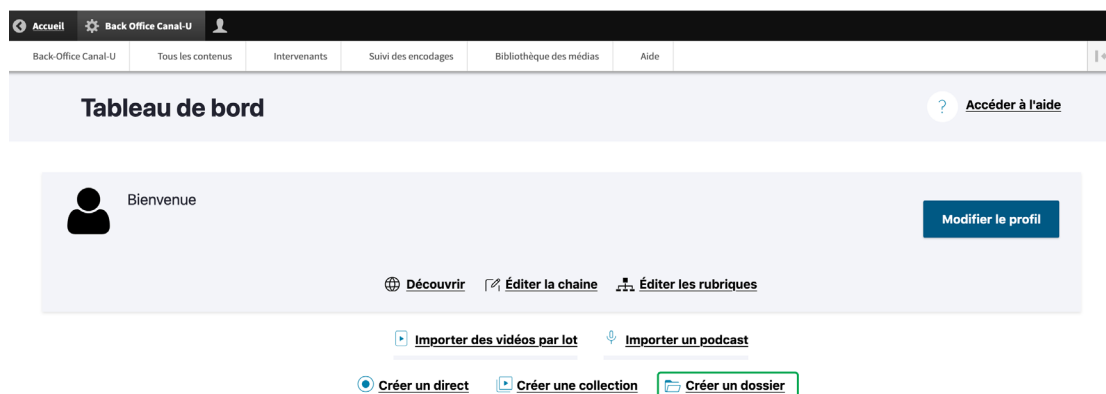 Accueil Back Office Canal-U
Back-Office Canal-U Tous les contenus Intervenants Suivi des encodages Bibliothèque des médias Aide
Tableau de bord
? Accéder à l'aide
Bienvenue
Modifier le profil
Découvrir Éditer la chaine Éditer les rubriques
Importer des vidéos par lot Importer un podcast
Créer un direct Créer une collection Créer un dossier